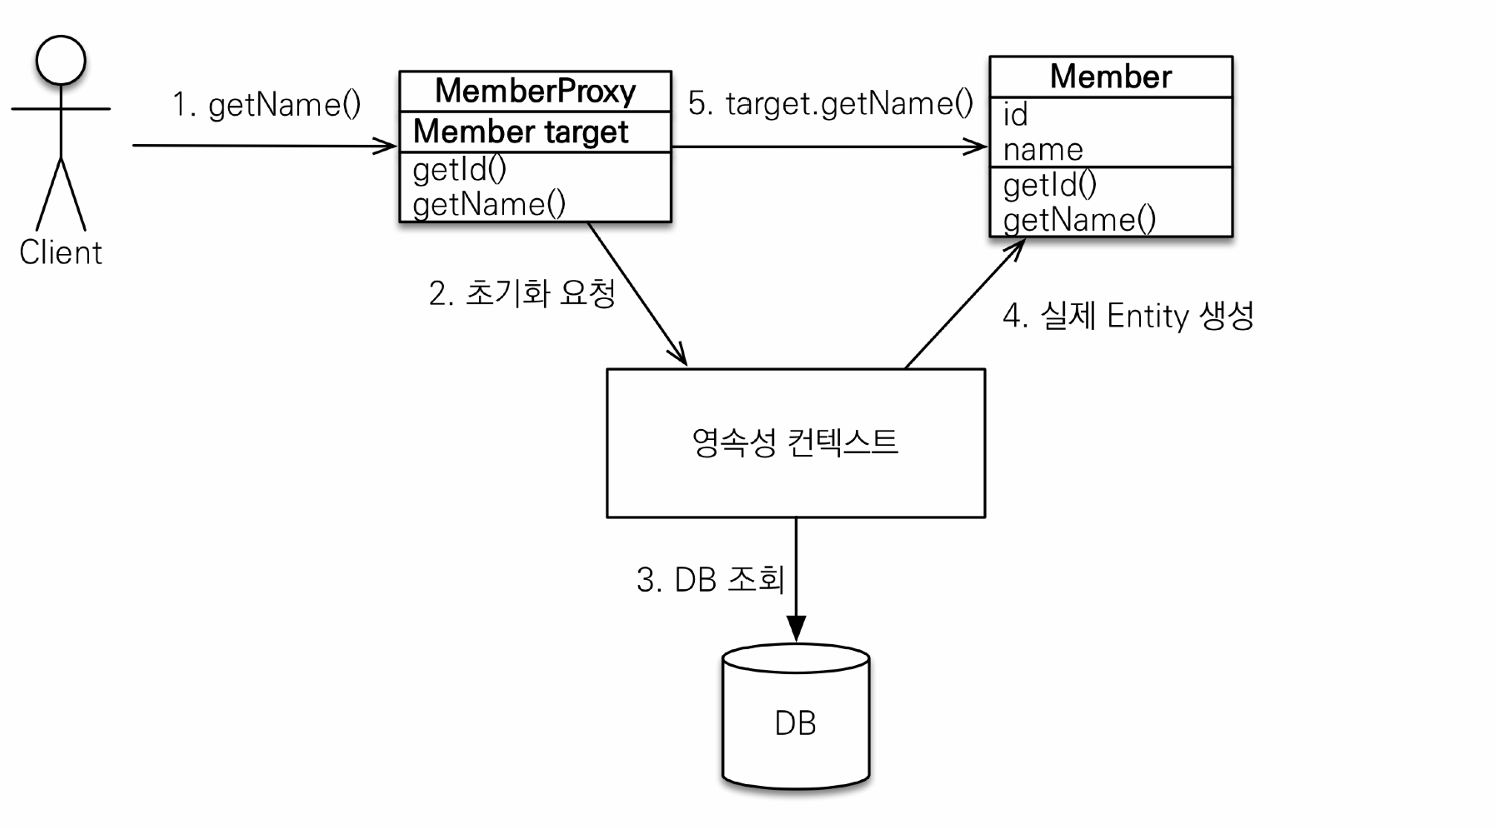 1. getName()
Client
MemberProxy
Member target
getId()
getName()
5. target.getName()
Member
id
name
getId()
getName()
2. 초기화 요청
4. 실제 Entity 생성
영속성 컨텍스트
3. DB 조회
DB